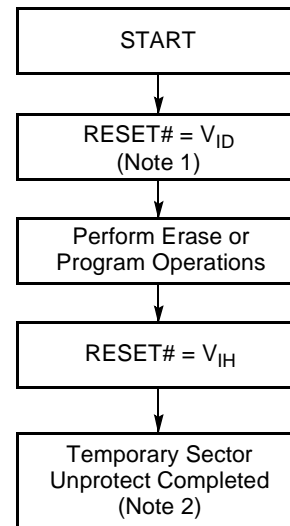 START
RESET# = VID
(Note 1)
Perform Erase or
Program Operations
RESET# = VIH
Temporary Sector
Unprotect Completed
(Note 2)